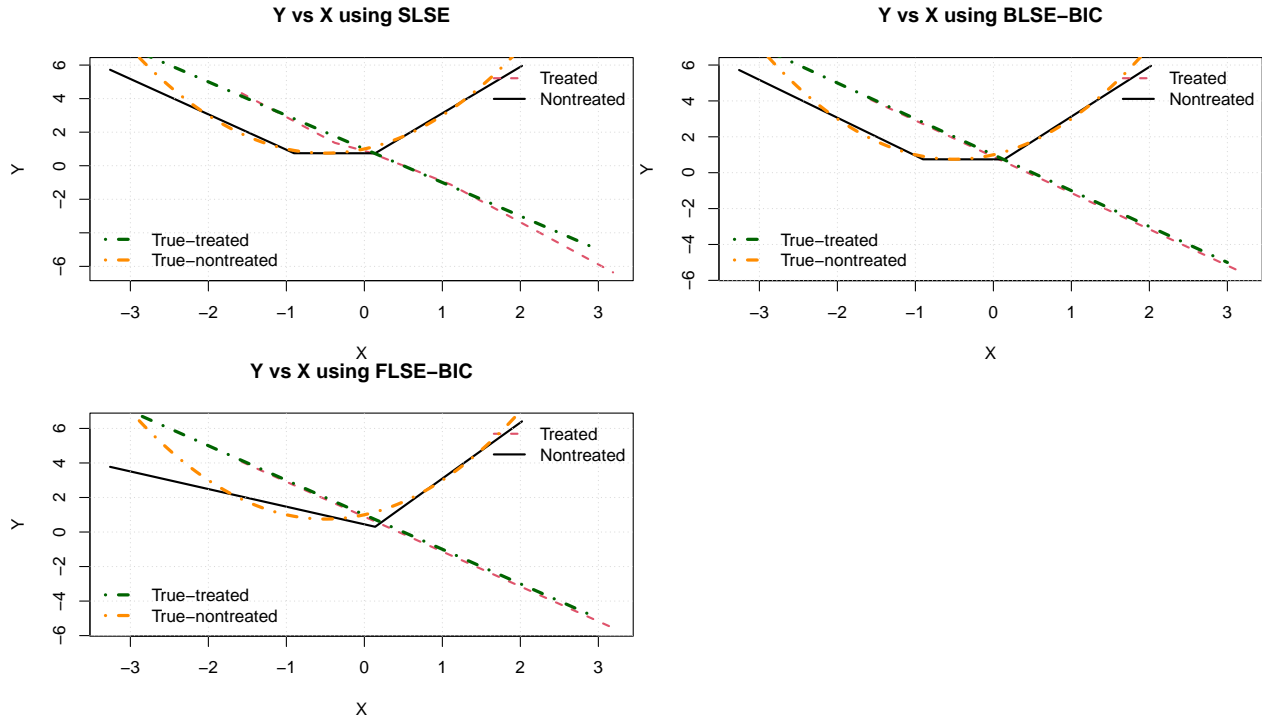 Y vs X using SLSE
6
4
2
0
−2
−6
Y
Treated
Nontreated
True−treated
True−nontreated
−3 −2 −1 0 1 2 3
X
Y vs X using BLSE−BIC
6
4
2
0
−2
−4
−6
Y
Treated
Nontreated
True−treated
True−nontreated
−3 −2 −1 0 1 2 3
X
Y vs X using FLSE−BIC
6
4
2
0
−2
−4
−6
Y
Treated
Nontreated
True−treated
True−nontreated
−3 −2 −1 0 1 2 3
X